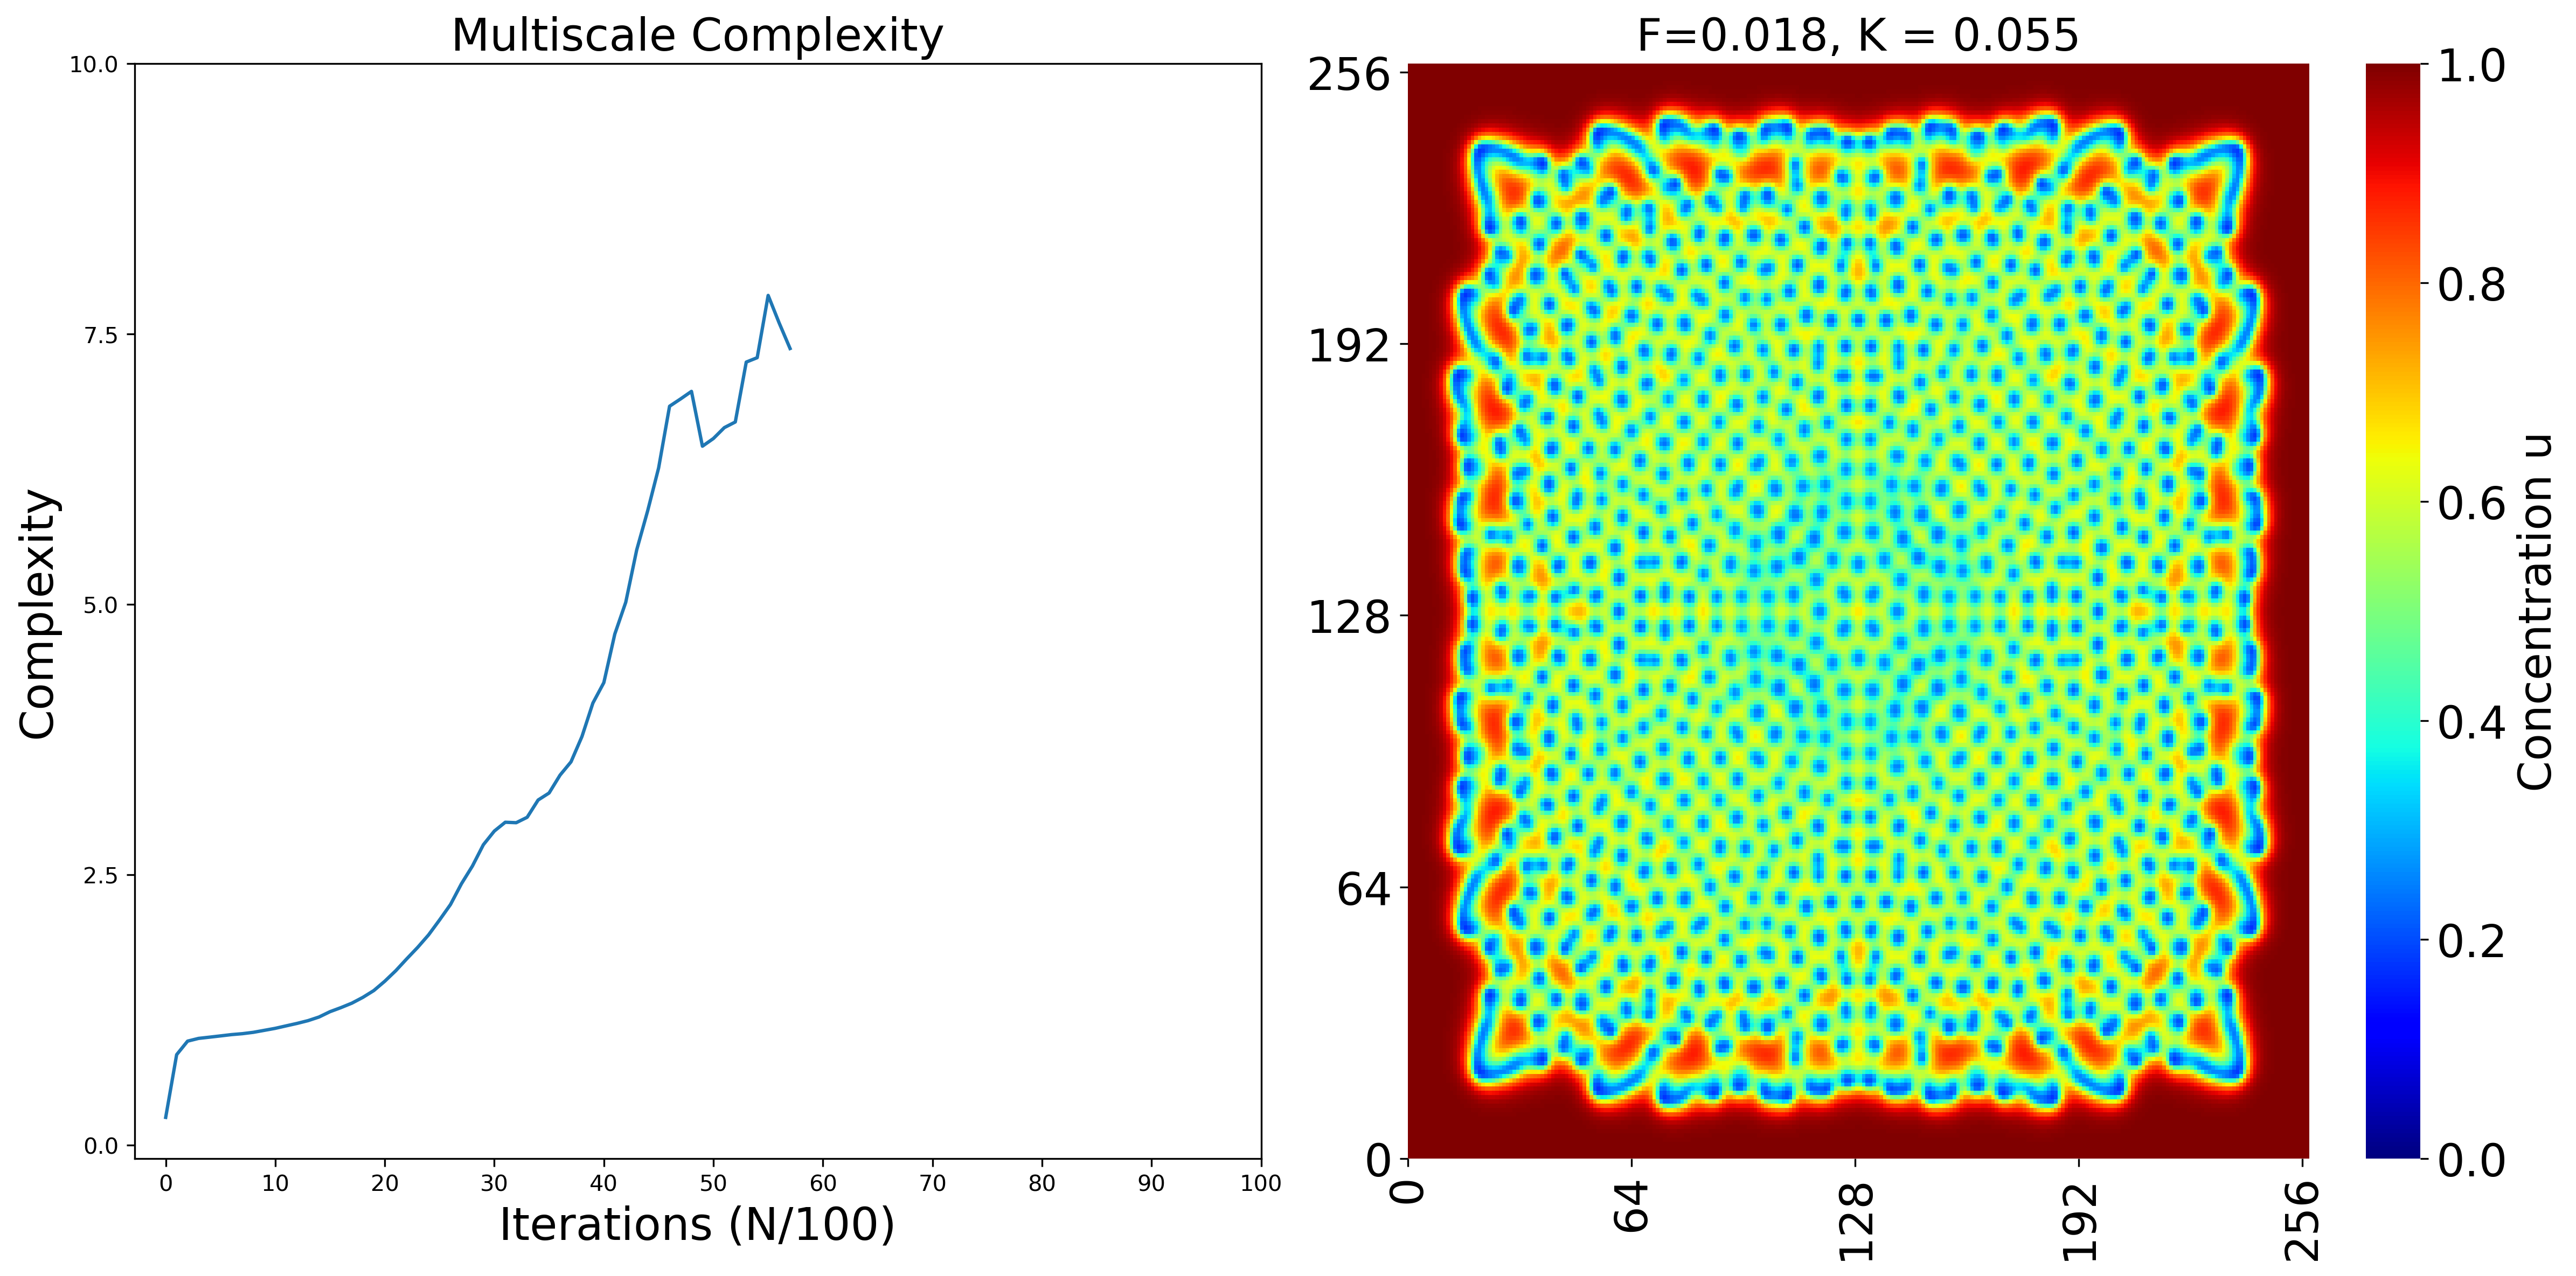 Multiscale Complexity
10.0
7.5
5.0
2.5
0.0
Complexity
0 10 20 30 40 50 60 70 80 90 100
Iterations (N/100)
F=0.018, K = 0.055
256
192
128
64
0
0 64 128 192 256
1.0
0.8
0.6
0.4
0.2
0.0
Concentration u